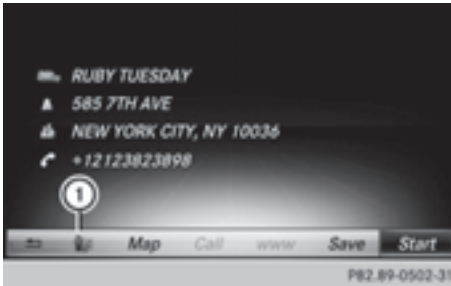 RUBY TUESDAY
585 7TH AVE
NEW YORK CITY, NY 10036
+12123823898
1
Map Call www Save Start
P82.89-0502-31